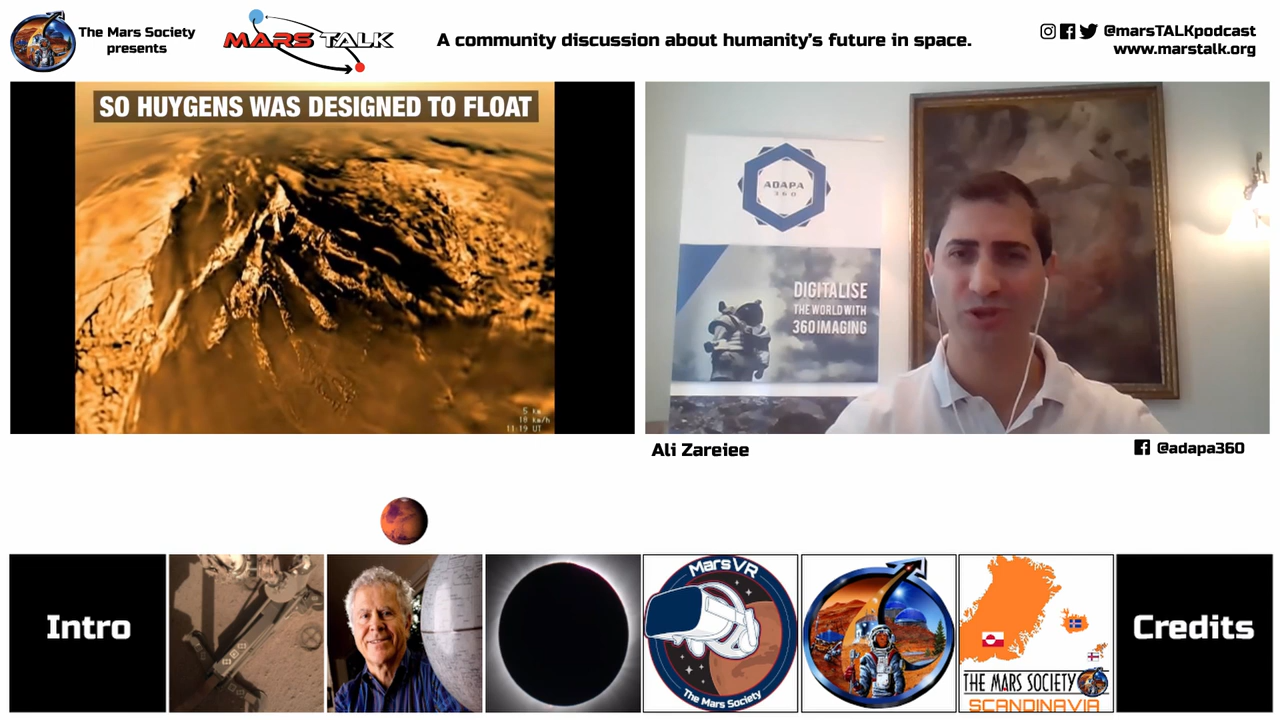 The Mars Society
presents
MARS TALK
A community discussion about humanity's future in space.
@marsTALKpodcast
www.marstalk.org
SO HUYGENS WAS DESIGNED TO FLOAT
5 km
18 km/h
11:19 UT
ADAPA
360
DIGITALISE
THE WORLD WITH
360 IMAGING
Ali Zareiee
@adapa360
Intro
MarsVR
The Mars Society
THE MARS SOCIETY
SCANDINAVIA
Credits